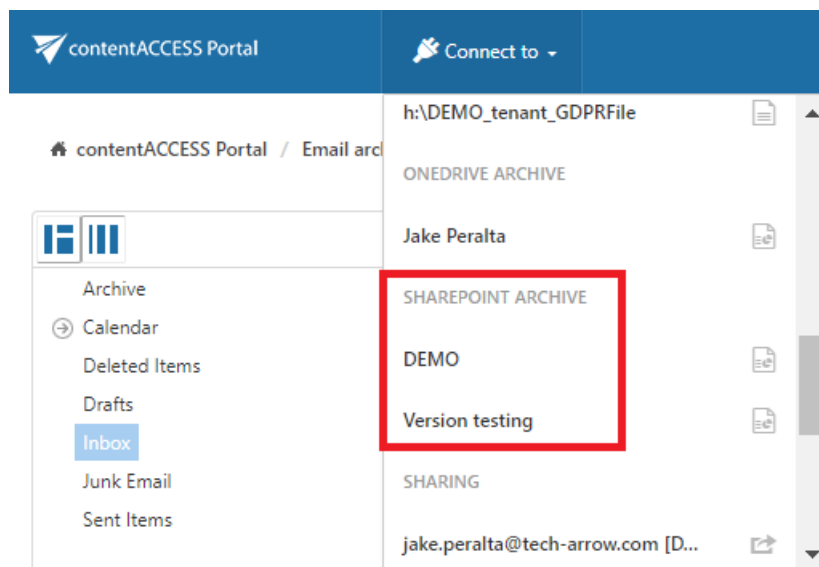 contentACCESS Portal
Connect to
h:\DEMO_tenant_GDPRFile
contentACCESS Portal / Email arc
ONEDRIVE ARCHIVE
Jake Peralta
Archive
SHAREPOINT ARCHIVE
Calendar
Deleted Items
DEMO
Drafts
Version testing
Inbox
Junk Email
SHARING
Sent Items
jake.peralta@tech-arrow.com [D...